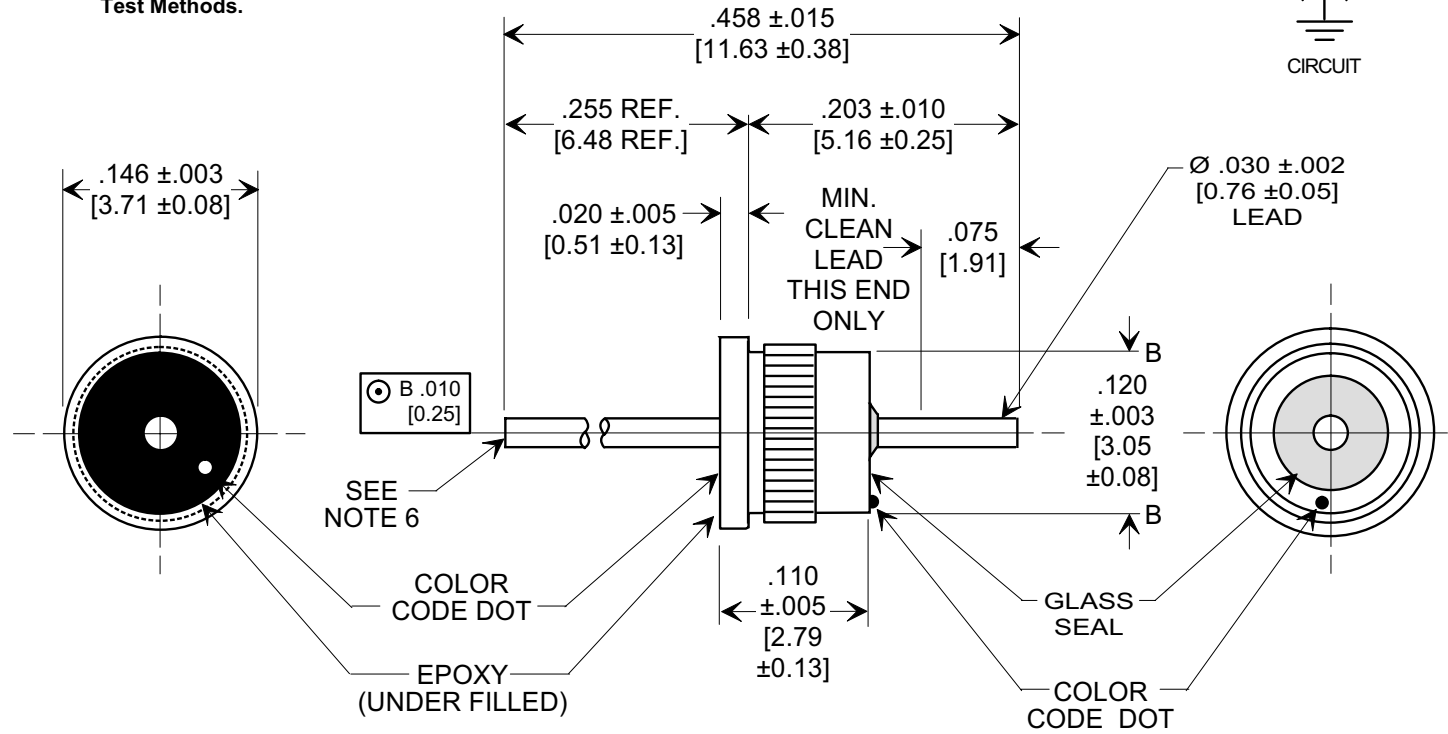 Test Methods.
.458 ±.015
[11.63 ±0.38]
CIRCUIT
.255 REF.
[6.48 REF.]
.203 ±.010
[5.16 ±0.25]
.146 ±.003
[3.71 ±0.08]
Ø .030 ±.002
[0.76 ±0.05]
LEAD
.020 ±.005
[0.51 ±0.13]
MIN.
CLEAN
LEAD
THIS END
ONLY
.075
[1.91]
B
.120
±.003
[3.05
±0.08]
B
B .010
[0.25]
SEE
NOTE 6
COLOR
CODE DOT
EPOXY
(UNDER FILLED)
.110
±.005
[2.79
±0.13]
GLASS
SEAL
COLOR
CODE DOT